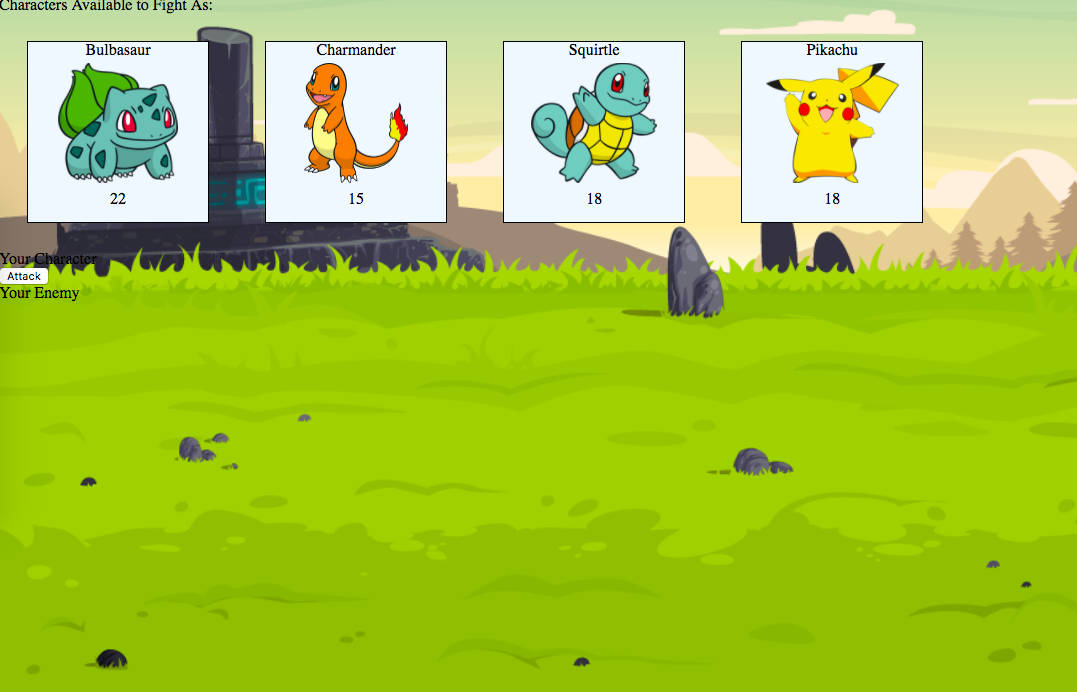 Characters Available to Fight As:
Bulbasaur
Charmander
Squirtle
Pikachu
22
15
18
18
Your Character
Attack
Your Enemy